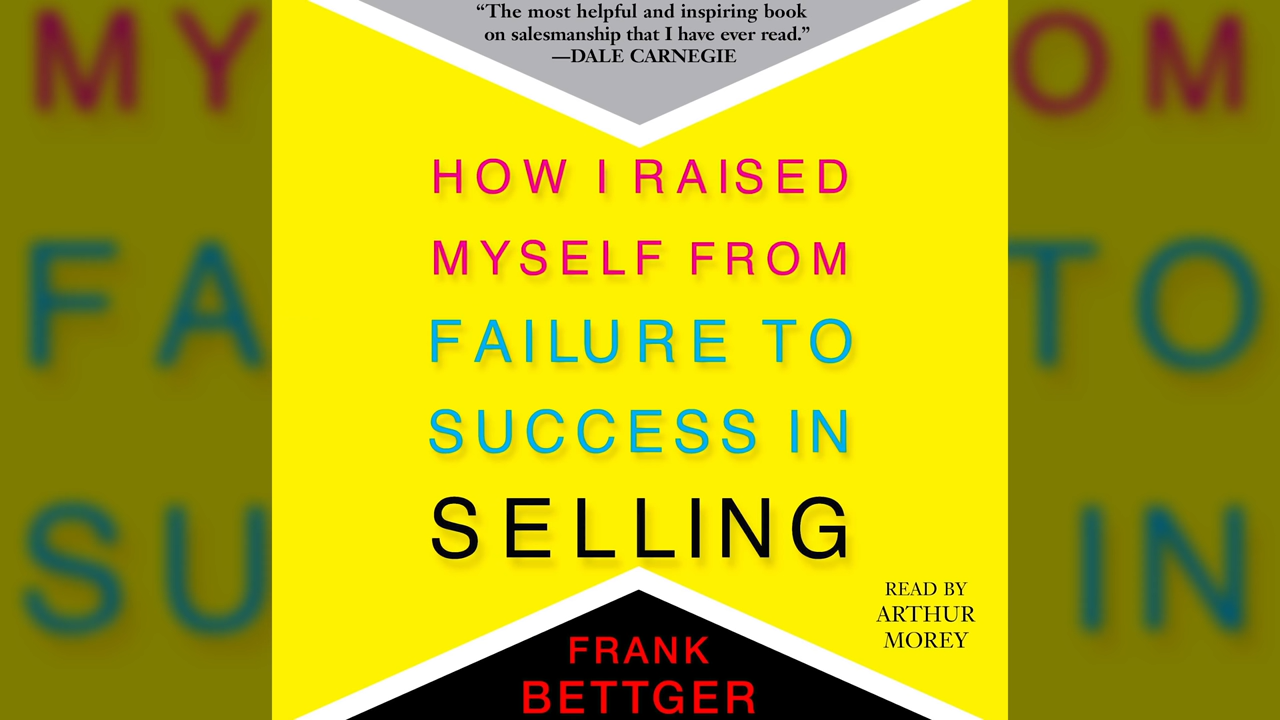 “The most helpful and inspiring book
on salesmanship that I have ever read.”
—DALE CARNEGIE
HOW I RAISED
MYSELF FROM
FAILURE TO
SUCCESS IN
SELLING
READ BY
ARTHUR
MOREY
FRANK
BETTGER